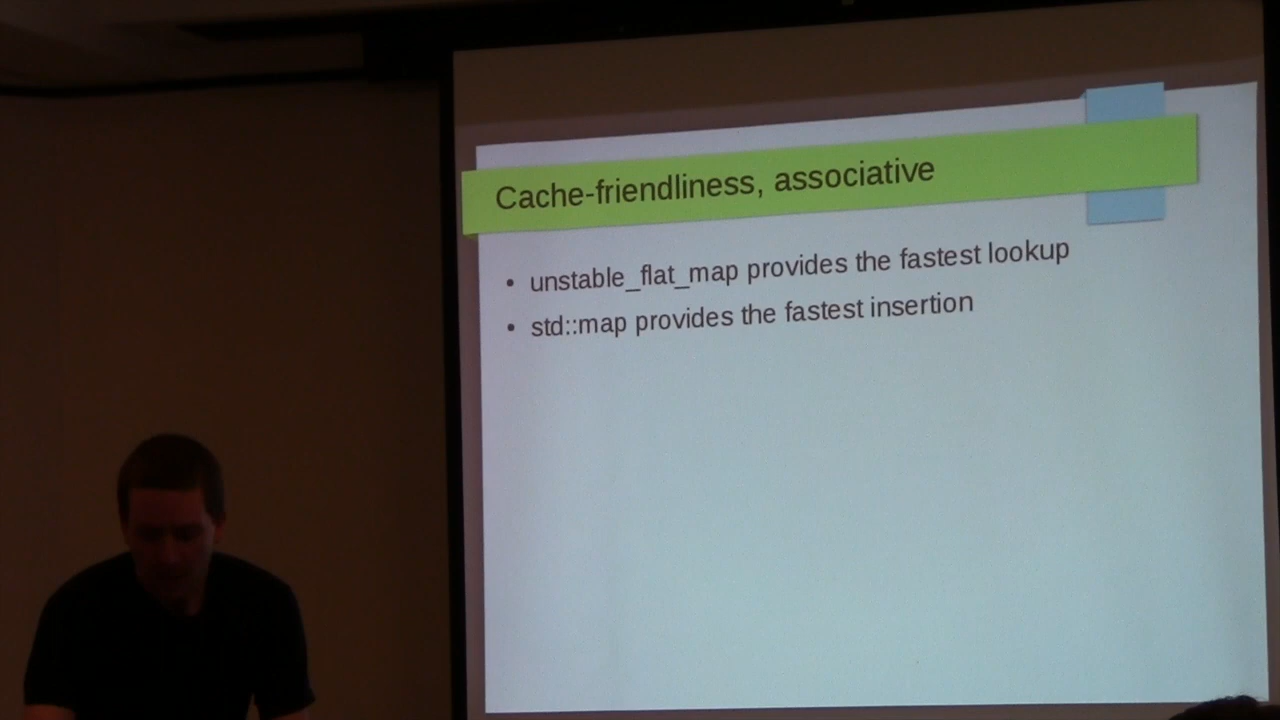 Cache-friendliness, associative
• unstable_flat_map provides the fastest lookup
• std::map provides the fastest insertion